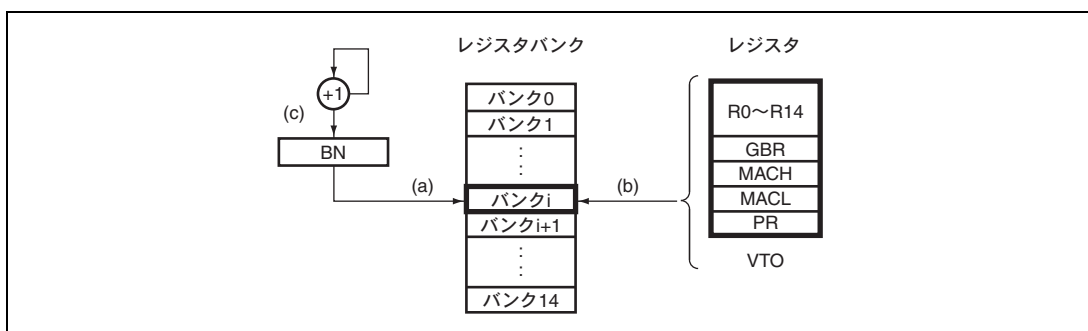 レジスタバンク
レジスタ
+1
(c)
BN
(a)
バンク0
バンク1
⋮
バンクi
バンクi+1
⋮
バンク14
(b)
R0～R14
GBR
MACH
MACL
PR
VTO